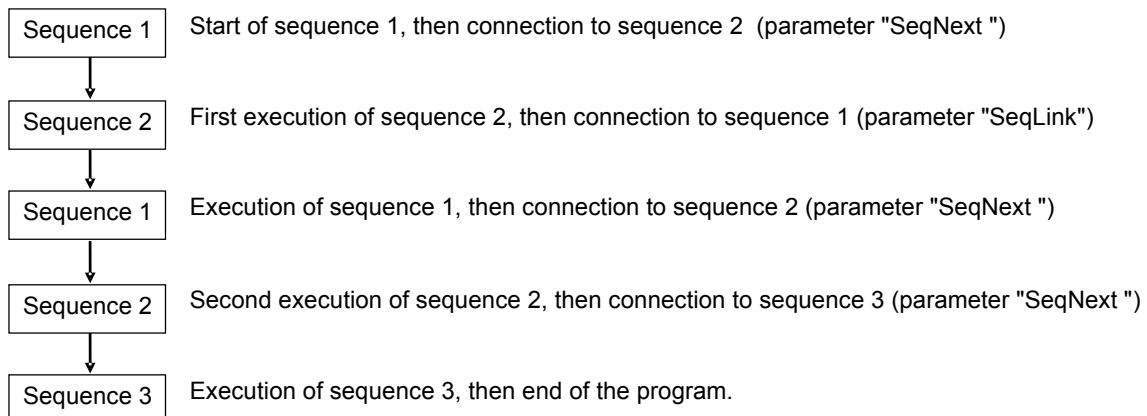 Sequence 1 Start of sequence 1, then connection to sequence 2 (parameter "SeqNext ")
Sequence 2 First execution of sequence 2, then connection to sequence 1 (parameter "SeqLink")
Sequence 1 Execution of sequence 1, then connection to sequence 2 (parameter "SeqNext ")
Sequence 2 Second execution of sequence 2, then connection to sequence 3 (parameter "SeqNext ")
Sequence 3 Execution of sequence 3, then end of the program.